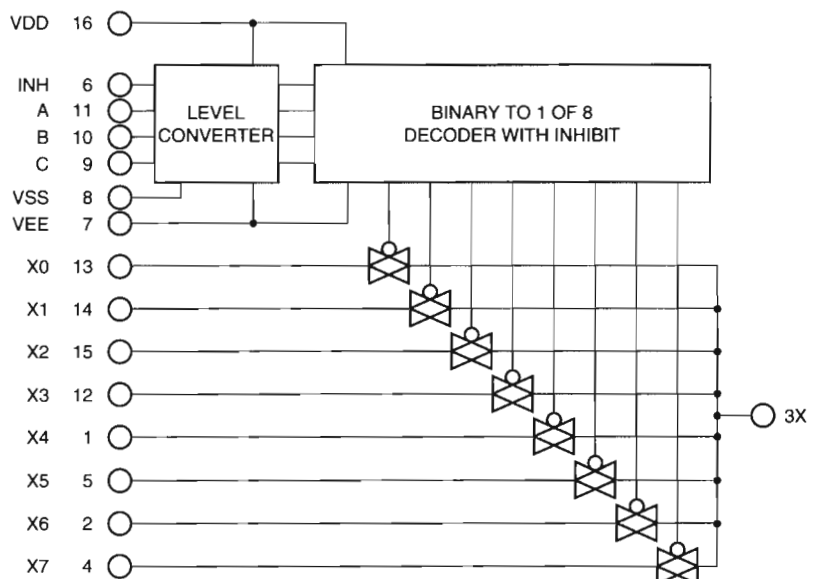 VDD 16
INH 6
A 11
B 10
C 9
VSS 8
VEE 7
LEVEL
CONVERTER
BINARY TO 1 OF 8
DECODER WITH INHIBIT
X0 13
X1 14
X2 15
X3 12
X4 1
X5 5
X6 2
X7 4
3X